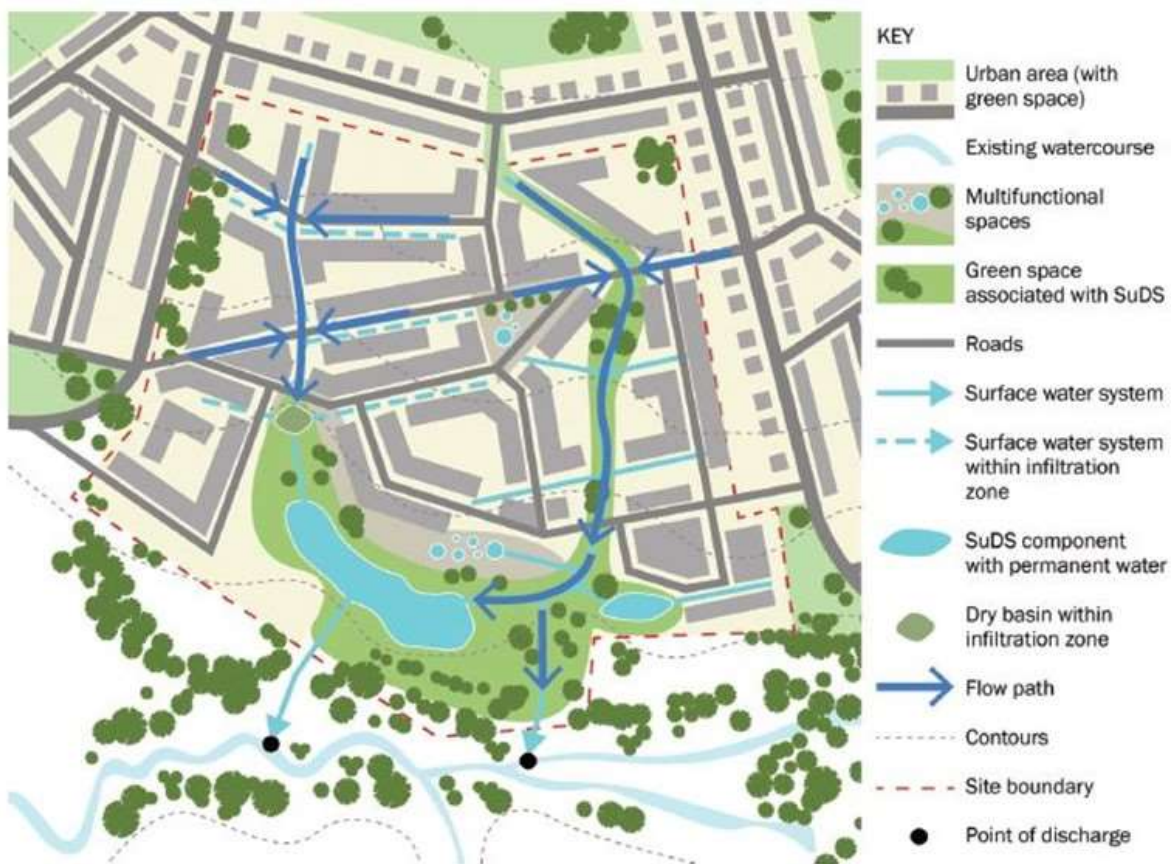 KEY
Urban area (with
green space)
Existing watercourse
Multifunctional
spaces
Green space
associated with SuDS
Roads
Surface water system
Surface water system
within infiltration
zone
SuDS component
with permanent water
Dry basin within
infiltration zone
Flow path
Contours
Site boundary
Point of discharge